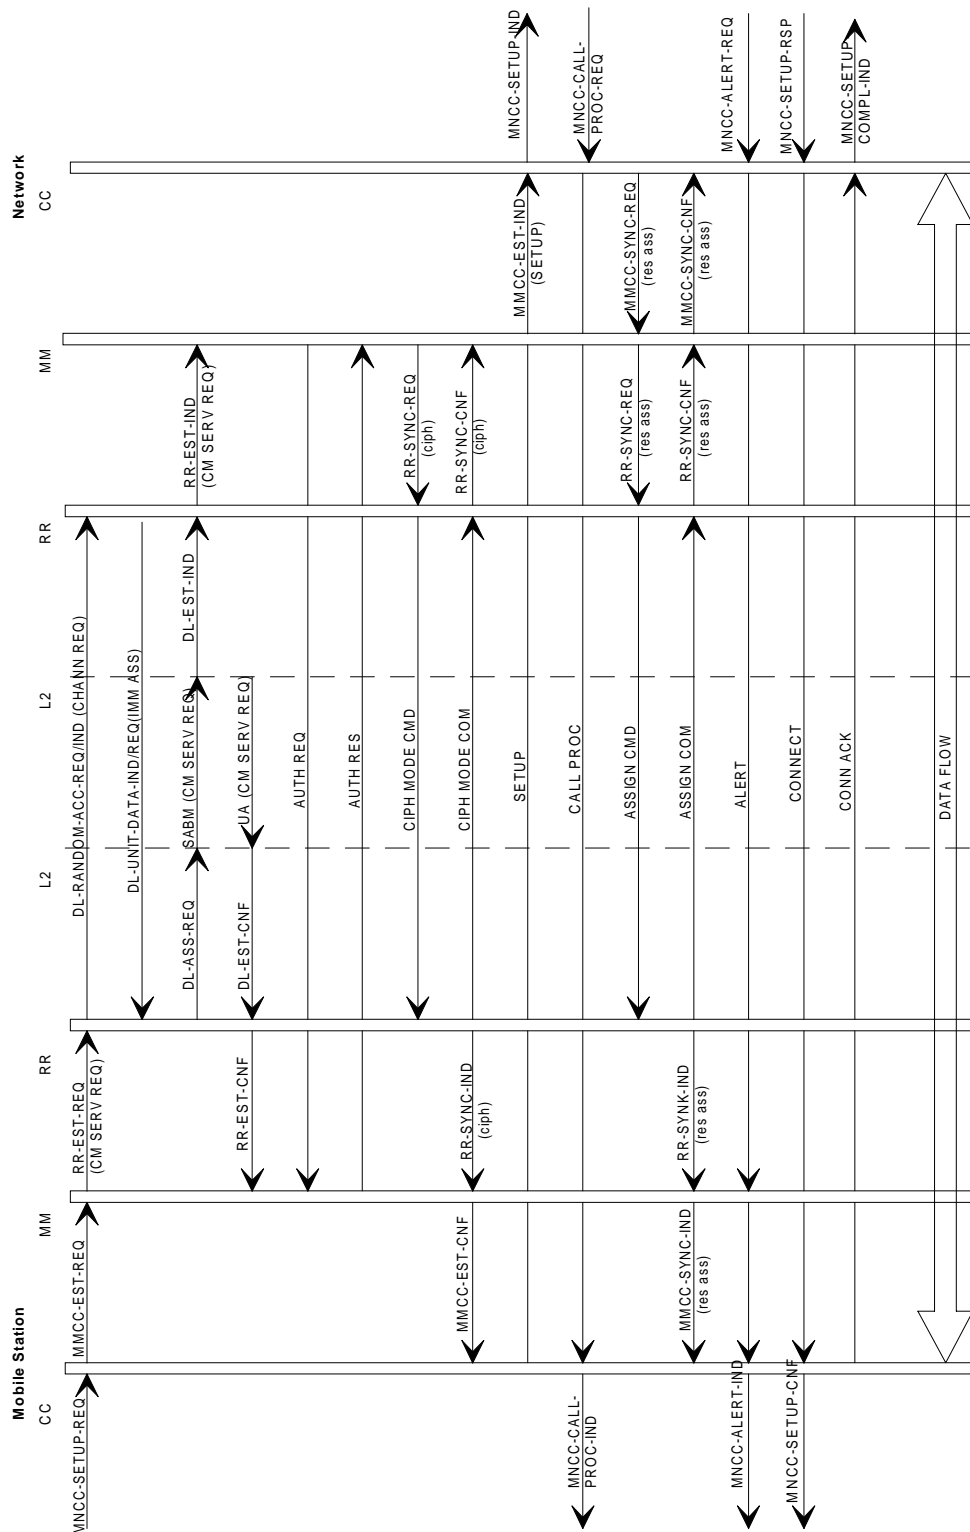 Mobile Station
Network
CC
MM
RR
L2
L2
RR
MM
CC
MNCC-SETUP-REQ
MMCC-EST-REQ
RR-EST-REQ
(CM SERV REQ)
DL-RANDOM-ACC-REQ/IND (CHANN REQ)
DL-UNIT-DATA-IND/REQ(IMM ASS)
DL-ASS-REQ
SABM (CM SERV REQ)
DL-EST-IND
RR-EST-IND
(CM SERV REQ)
RR-EST-CNF
DL-EST-CNF
UA (CM SERV REQ)
AUTH REQ
AUTH RES
CIPH MODE CMD
RR-SYNC-REQ
(ciph)
MMCC-EST-CNF
RR-SYNC-IND
(ciph)
CIPH MODE COM
RR-SYNC-CNF
(ciph)
SETUP
MMCC-EST-IND
(SETUP)
MNCC-SETUP-IND
MNCC-CALL-
PROC-IND
CALL PROC
MNCC-CALL-
PROC-REQ
ASSIGN CMD
RR-SYNC-REQ
(res ass)
MMCC-SYNC-REQ
(res ass)
MMCC-SYNC-IND
(res ass)
RR-SYNK-IND
(res ass)
ASSIGN COM
RR-SYNC-CNF
(res ass)
MMCC-SYNC-CNF
(res ass)
MNCC-ALERT-IND
ALERT
MNCC-ALERT-REQ
MNCC-SETUP-CNF
CONNECT
MNCC-SETUP-RSP
CONN ACK
MNCC-SETUP
COMPL-IND
DATA FLOW